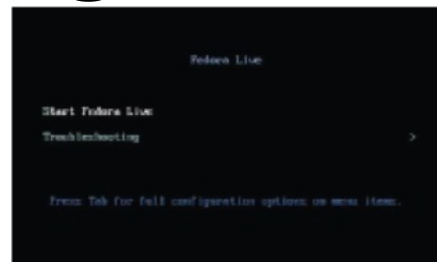 Fedora Live
Start Fedora Live
Troubleshooting >
Press Tab for full configuration options on menu items.